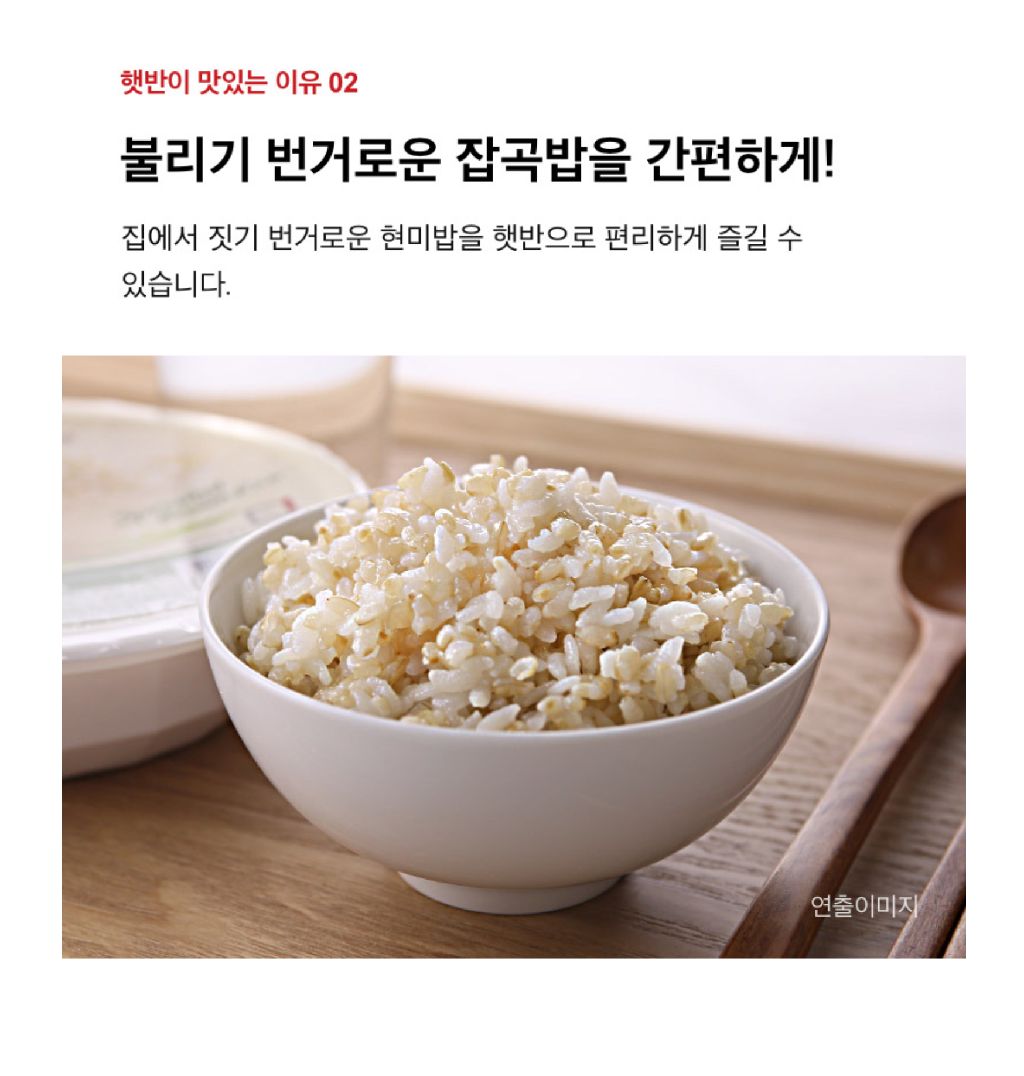 햇반이 맛있는 이유 02
불리기 번거로운 잡곡밥을 간편하게!
집에서 짓기 번거로운 현미밥을 햇반으로 편리하게 즐길 수
있습니다.
연출이미지